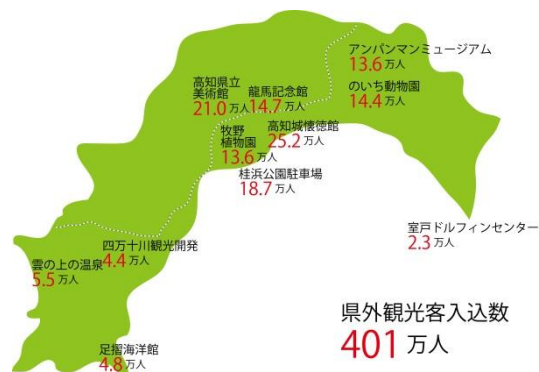 アンパンマンミュージアム
13.6 万人
のいち動物園
14.4 万人
高知県立
美術館
21.0 万人
龍馬記念館
14.7 万人
高知城懐徳館
25.2 万人
牧野
植物園
13.6 万人
桂浜公園駐車場
18.7 万人
室戸ドルフィンセンター
2.3 万人
四万十川観光開発
4.4 万人
雲の上の温泉
5.5 万人
県外観光客入込数
401 万人
足摺海洋館
4.8 万人